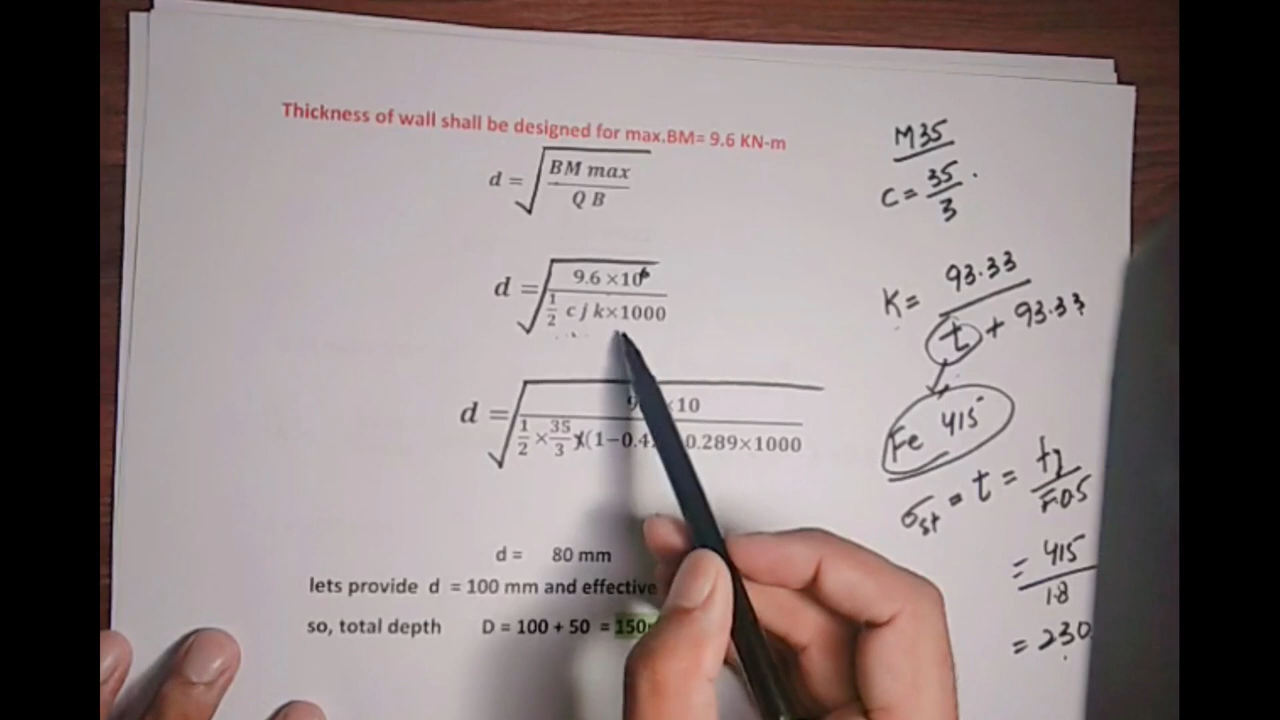 Thickness of wall shall be designed for max.BM= 9.6 KN-m
d = √(BM max / Q B)
d = √(9.6 ×10⁶ / (1/2 c j k×1000))
d = √( ×10 / (1/2 × 35/3 ×(1−0.4 0.289×1000))
d = 80 mm
lets provide d = 100 mm and effective
so, total depth D = 100 + 50 = 150
M35
C = 35/3
K = 93.33 / (t + 93.33)
Fe 415
σst = t = fy / F.O.S
= 415 / 1.8
= 230